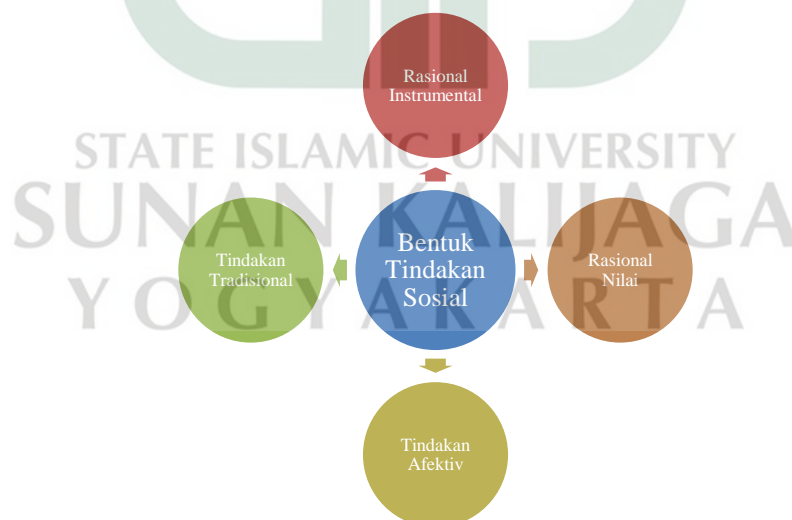 Rasional
Instrumental
STATE ISLAMIC UNIVERSITY
SUNAN KALIJAGA
YOGYAKARTA
Tindakan
Tradisional
Bentuk
Tindakan
Sosial
Rasional
Nilai
Tindakan
Afektiv